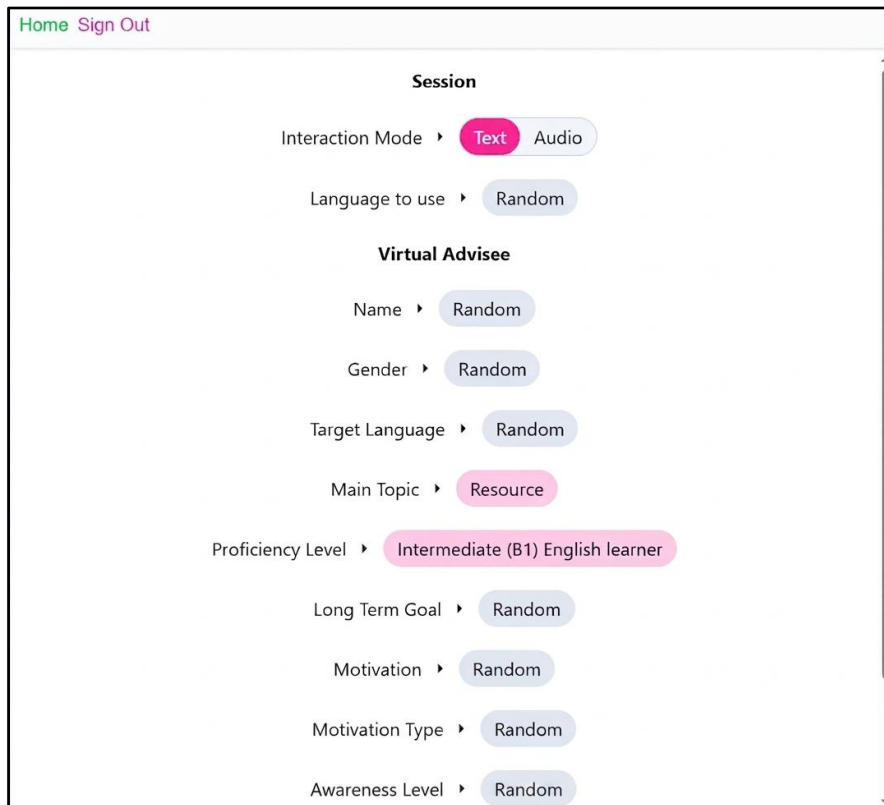 Home Sign Out
Session
Interaction Mode Text Audio
Language to use Random
Virtual Advisee
Name Random
Gender Random
Target Language Random
Main Topic Resource
Proficiency Level Intermediate (B1) English learner
Long Term Goal Random
Motivation Random
Motivation Type Random
Awareness Level Random